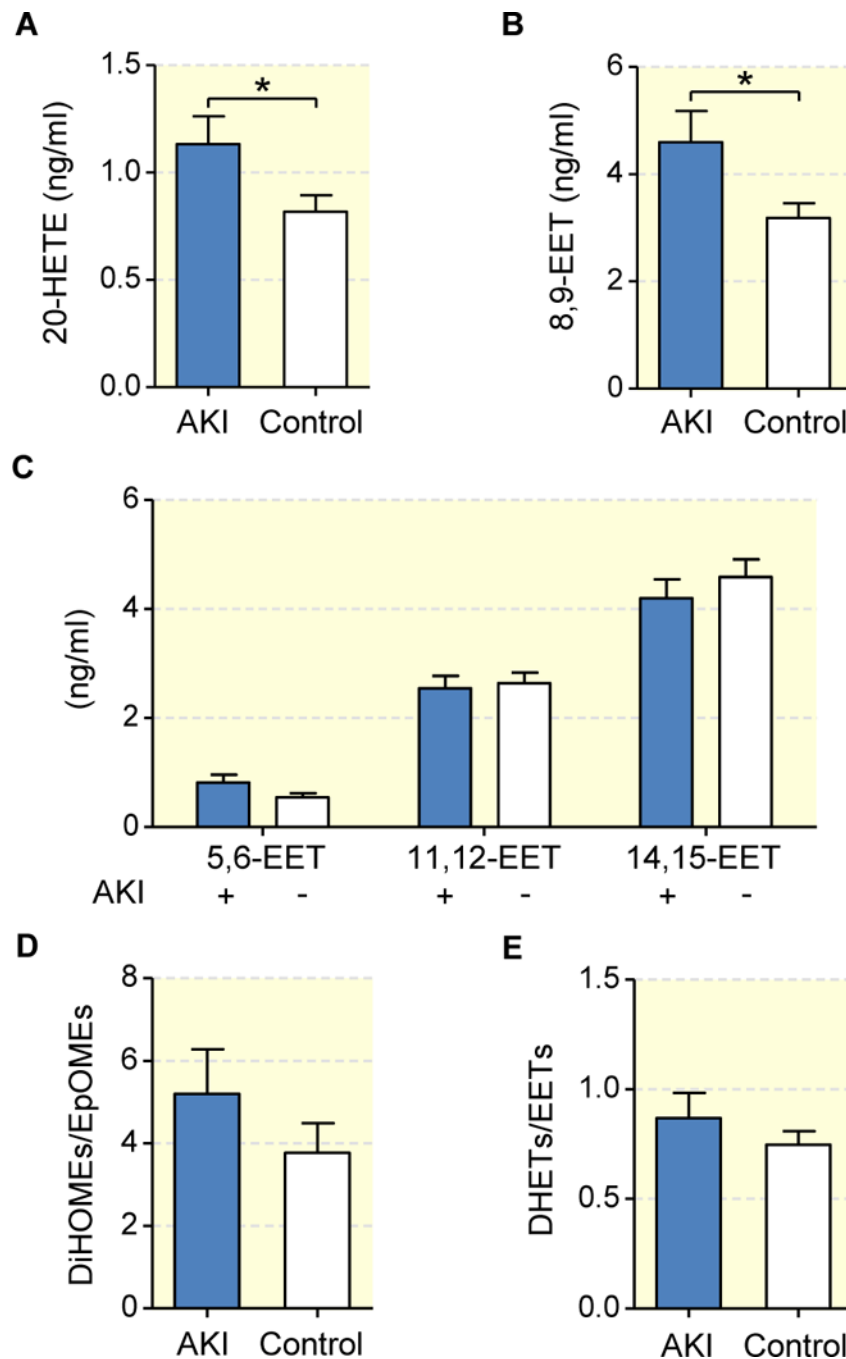 A
20-HETE (ng/ml)
1.5
1.0
0.5
0.0
*
AKI Control
B
8,9-EET (ng/ml)
6
4
2
0
*
AKI Control
C
(ng/ml)
6
4
2
0
5,6-EET 11,12-EET 14,15-EET
AKI + - + - + -
D
DiHOMEs/EpOMEs
8
6
4
2
0
AKI Control
E
DHETs/EETs
1.5
1.0
0.5
0.0
AKI Control